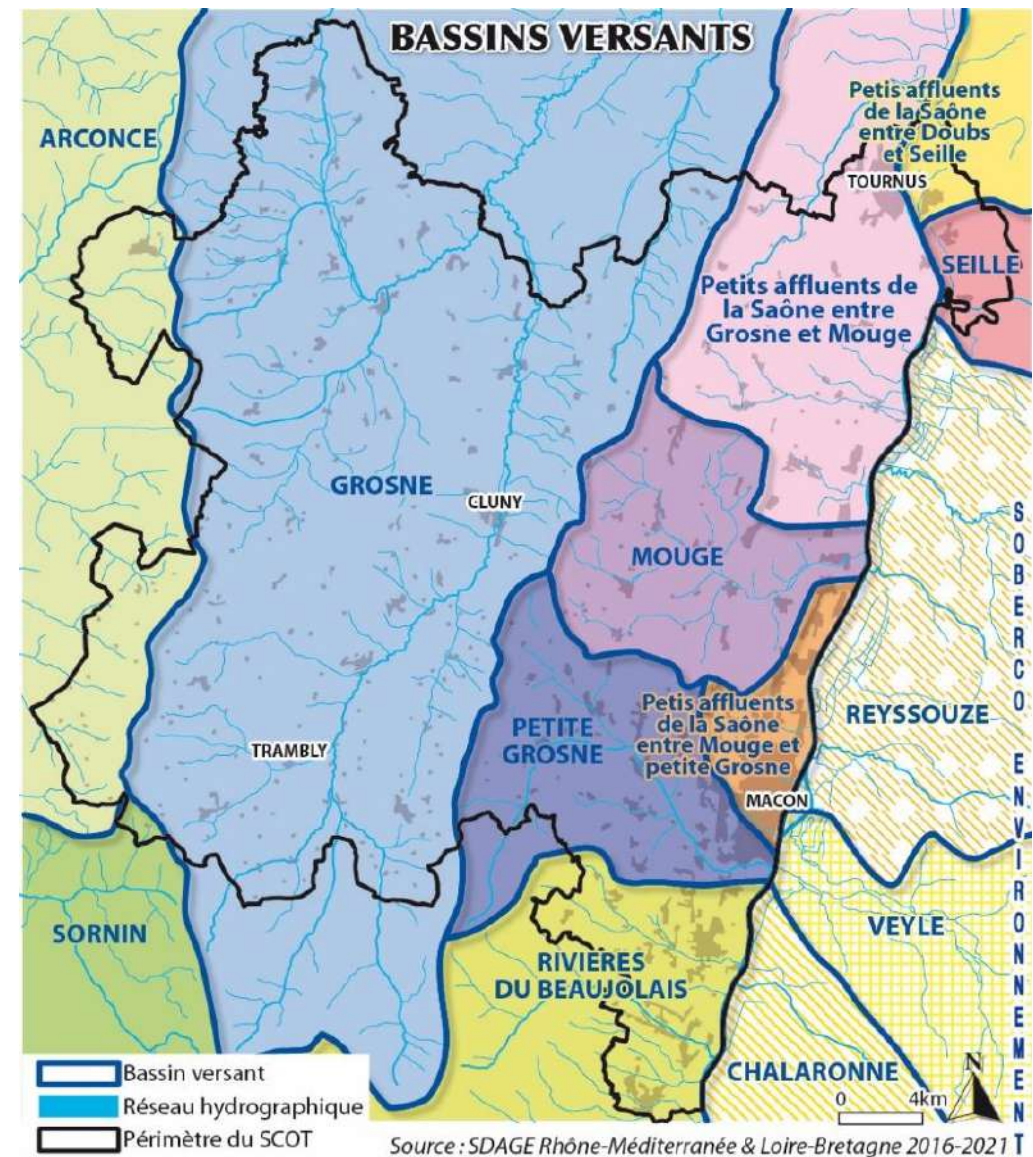 BASSINS VERSANTS
ARCONCE
Petis affluents
de la Saône
entre Doubs
et Seille
TOURNUS
SEILLE
Petits affluents de
la Saône entre
Grosne et Mouge
GROSNE
CLUNY
MOUGE
PETITE
GROSNE
Petis affluents
de la Saône
entre Mouge et
petite Grosne
REYSSOUZE
TRAMBLY
MACON
SORNIN
VEYLE
RIVIÈRES
DU BEAUJOLAIS
CHALARONNE
SOBERCO ENVIRONNEMENT
N
0 4km
Bassin versant
Réseau hydrographique
Périmètre du SCOT
Source : SDAGE Rhône-Méditerranée & Loire-Bretagne 2016-2021